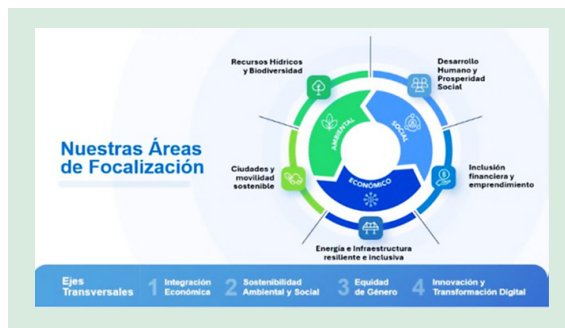 Nuestras Áreas
de Focalización
Recursos Hídricos
y Biodiversidad
Desarrollo
Humano y
Prosperidad
Social
AMBIENTAL
SOCIAL
ECONÓMICO
Ciudades y
movilidad
sostenible
Inclusión
financiera y
emprendimiento
Energía e Infraestructura
resiliente e inclusiva
Ejes
Transversales
1 Integración
Económica
2 Sostenibilidad
Ambiental y Social
3 Equidad
de Género
4 Innovación y
Transformación Digital